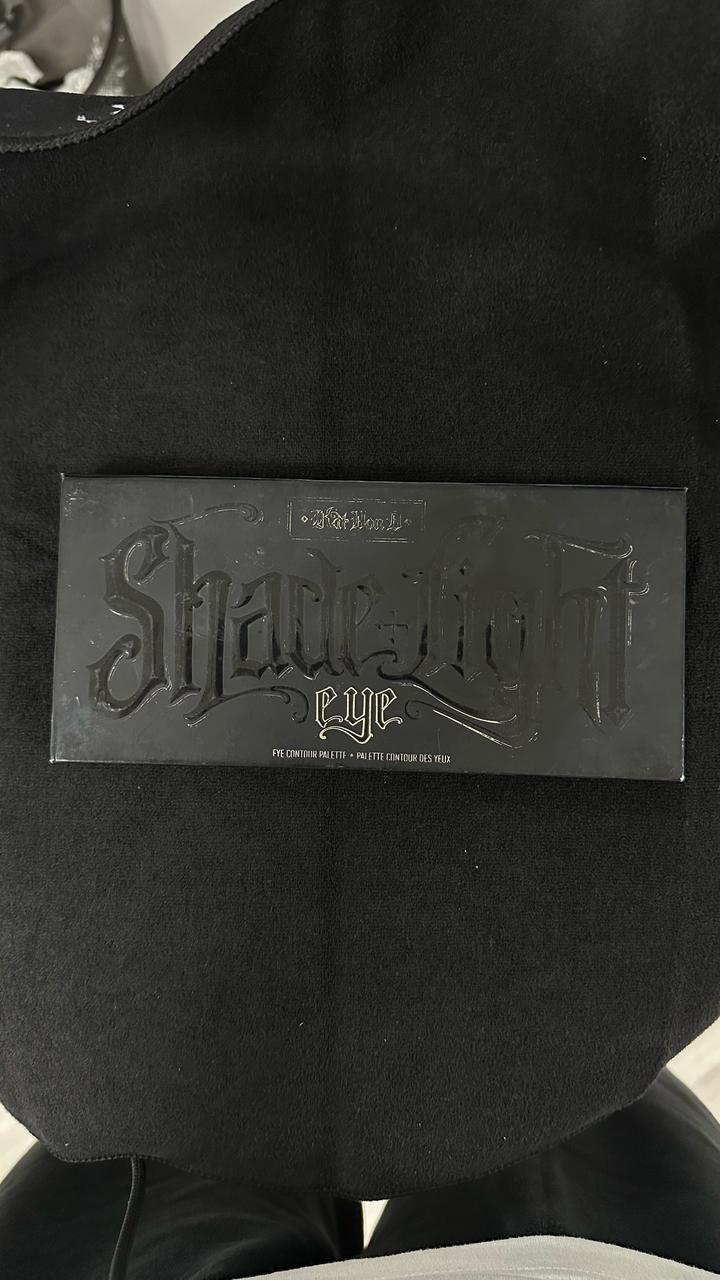 Kat Von D
Shade + Light
eye
EYE CONTOUR PALETTE • PALETTE CONTOUR DES YEUX